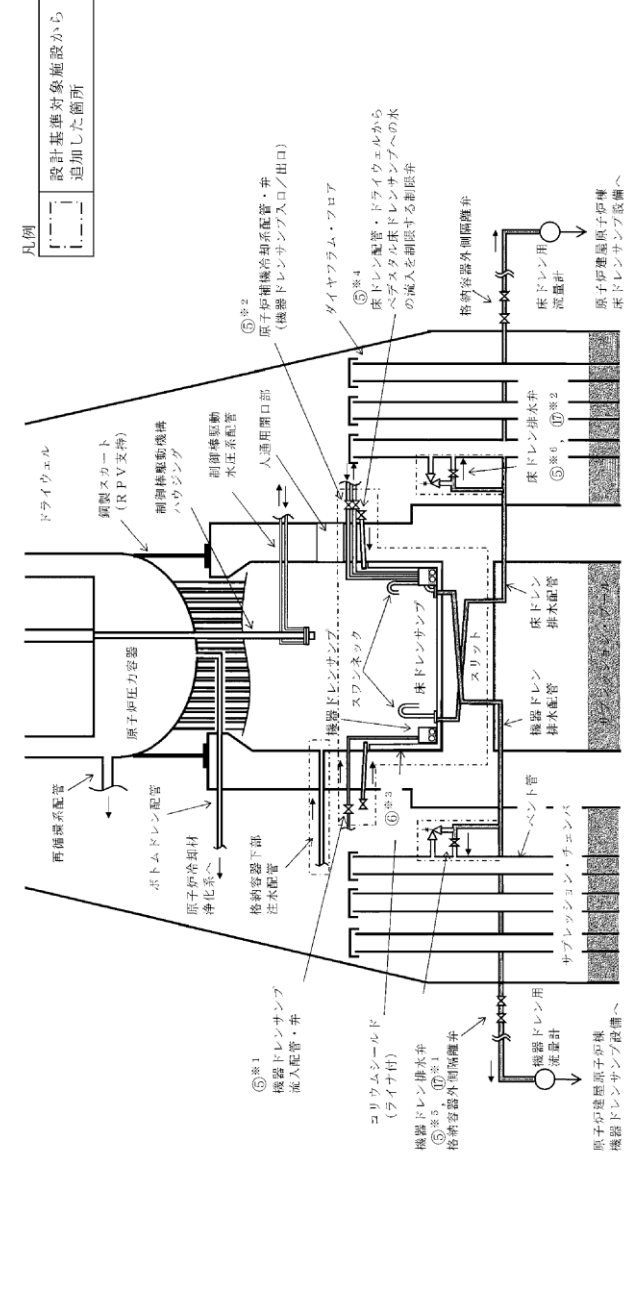 凡例
設計基準対象施設から
追加した箇所
ドライウェル
鋼製スカート
(RPV支持)
制御棒駆動機構
ハウジング
制御棒駆動
水圧系配管
人通用開口部
⑤※2
原子炉補機冷却系配管・弁
(機器ドレンサンプ入口/出口)
ダイヤフラム・フロア
⑤※4
床ドレン配管・ドライウェルから
ペデスタル床ドレンサンプへの水
の流入を制限する制限弁
格納容器外側隔離弁
床ドレン用
流量計
原子炉建屋原子炉棟
床ドレンサンプ設備へ
原子炉圧力容器
機器ドレンサンプ
スワンネック
床ドレンサンプ
スリット
床ドレン排水弁
⑤※6, ⑰※2
床ドレン
排水配管
機器ドレン
排水配管
サプレッション・プール
再循環系配管
ボトムドレン配管
原子炉冷却材
浄化系へ
格納容器下部
注水配管
⑥※3
ベント管
サプレッション・チェンバ
⑤※1
機器ドレンサンプ
流入配管・弁
コリウムシールド
(ライナ付)
機器ドレン排水弁
⑤※5, ⑰※1
格納容器外側隔離弁
機器ドレン用
流量計
原子炉建屋原子炉棟
機器ドレンサンプ設備へ